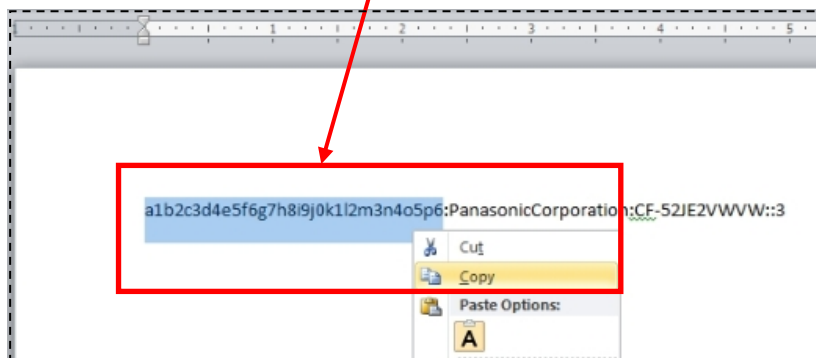 1 2 3 4 5
a1b2c3d4e5f6g7h8i9j0k1l2m3n4o5p6:PanasonicCorporation:CF-52JE2VWVW::3
Cut
Copy
Paste Options:
A